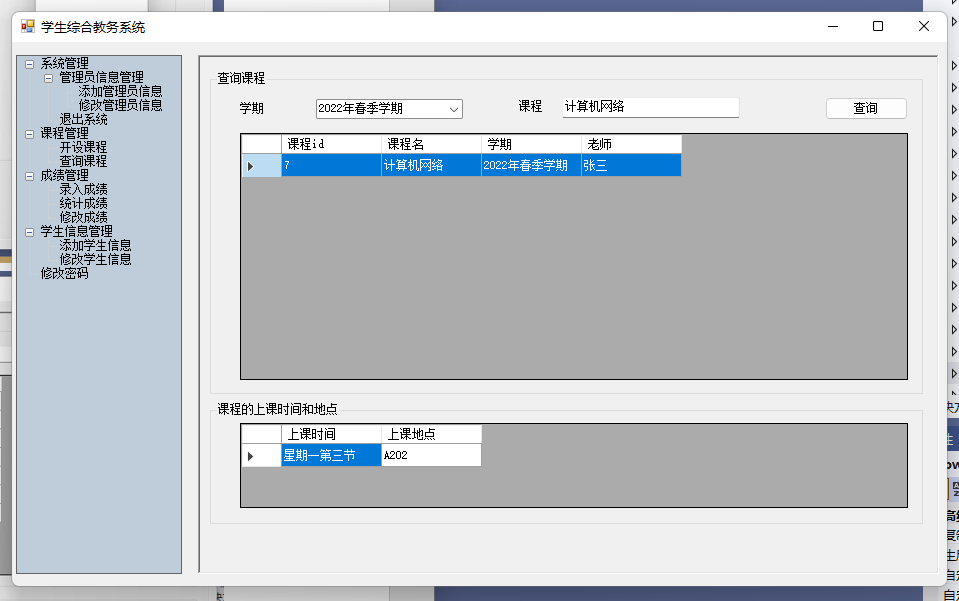 学生综合教务系统
系统管理
管理员信息管理
添加管理员信息
修改管理员信息
退出系统
课程管理
开设课程
查询课程
成绩管理
录入成绩
统计成绩
修改成绩
学生信息管理
添加学生信息
修改学生信息
修改密码
查询课程
学期 2022年春季学期 课程 计算机网络 查询
课程id 课程名 学期 老师
7 计算机网络 2022年春季学期 张三
课程的上课时间和地点
上课时间 上课地点
星期一第三节 A202